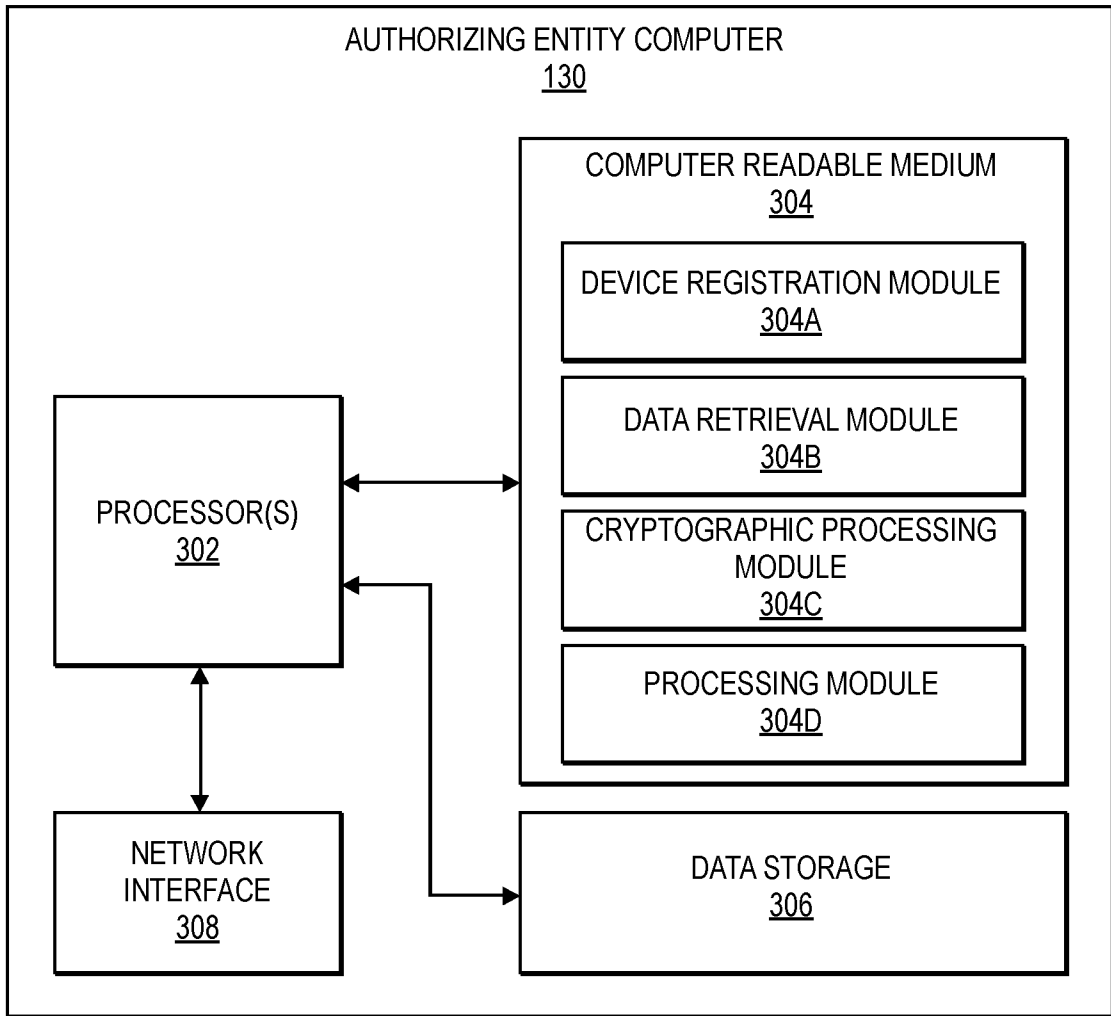 AUTHORIZING ENTITY COMPUTER
130
COMPUTER READABLE MEDIUM
304
DEVICE REGISTRATION MODULE
304A
DATA RETRIEVAL MODULE
304B
CRYPTOGRAPHIC PROCESSING
MODULE
304C
PROCESSING MODULE
304D
PROCESSOR(S)
302
NETWORK
INTERFACE
308
DATA STORAGE
306